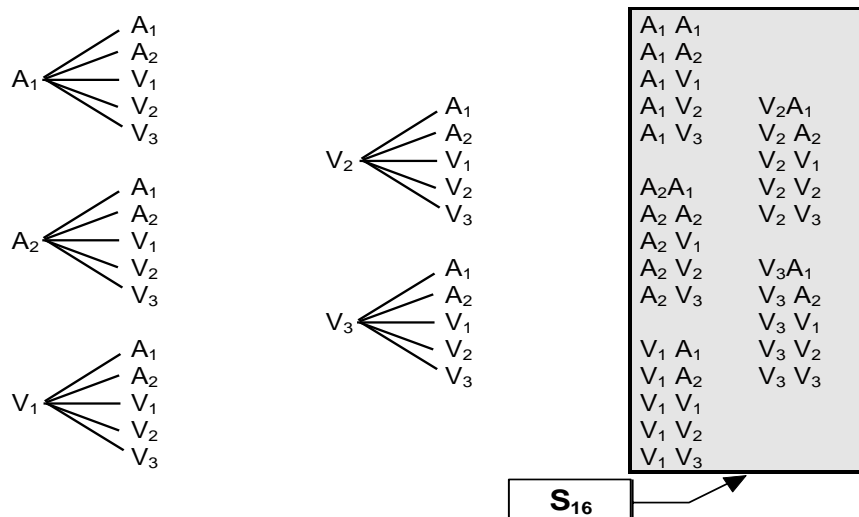 A₁
A₁
A₂
V₁
V₂
V₃
A₂
A₁
A₂
V₁
V₂
V₃
V₁
A₁
A₂
V₁
V₂
V₃
V₂
A₁
A₂
V₁
V₂
V₃
V₃
A₁
A₂
V₁
V₂
V₃
A₁ A₁
A₁ A₂
A₁ V₁
A₁ V₂
A₁ V₃
A₂A₁
A₂ A₂
A₂ V₁
A₂ V₂
A₂ V₃
V₁ A₁
V₁ A₂
V₁ V₁
V₁ V₂
V₁ V₃
V₂A₁
V₂ A₂
V₂ V₁
V₂ V₂
V₂ V₃
V₃A₁
V₃ A₂
V₃ V₁
V₃ V₂
V₃ V₃
S₁₆